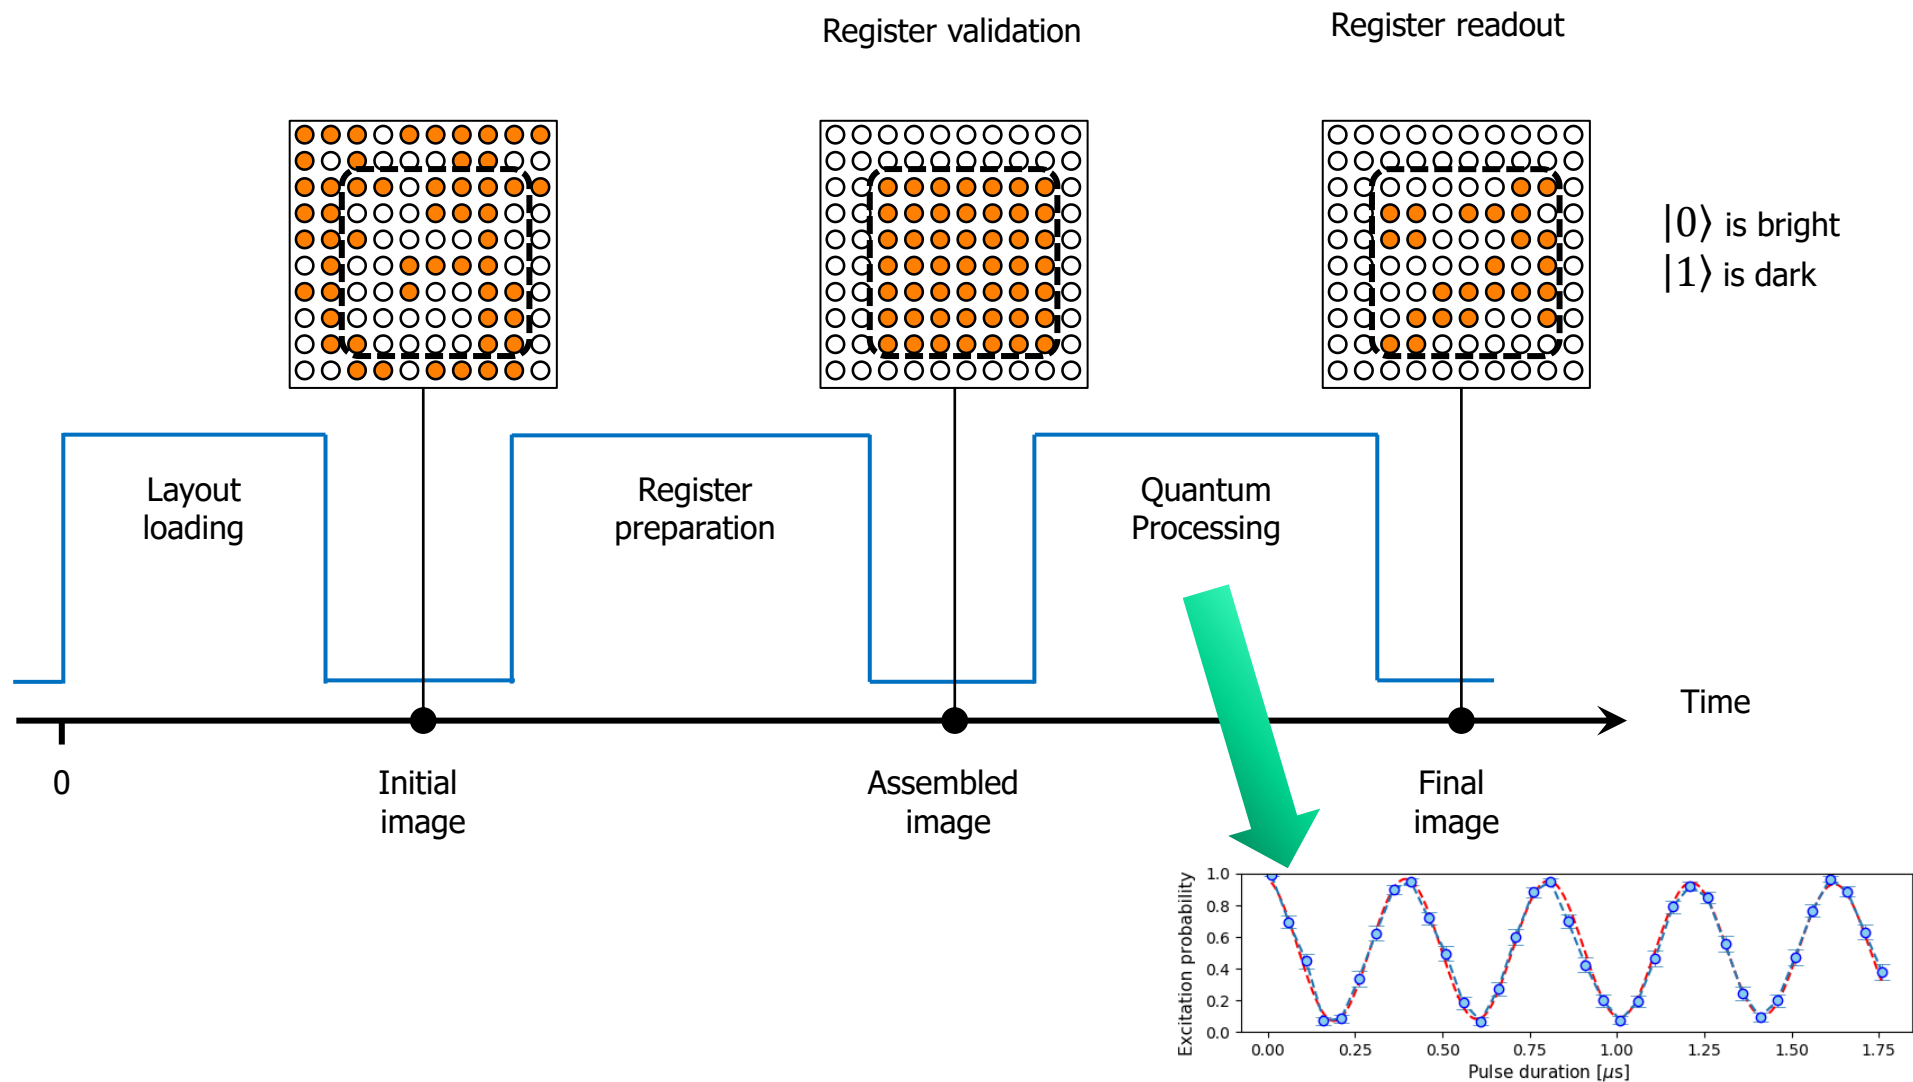 Register validation
Register readout
|0⟩ is bright
|1⟩ is dark
Layout
loading
Register
preparation
Quantum
Processing
Time
0
Initial
image
Assembled
image
Final
image
Excitation probability
1.0
0.8
0.6
0.4
0.2
0.0
0.00
0.25
0.50
0.75
1.00
1.25
1.50
1.75
Pulse duration [μs]